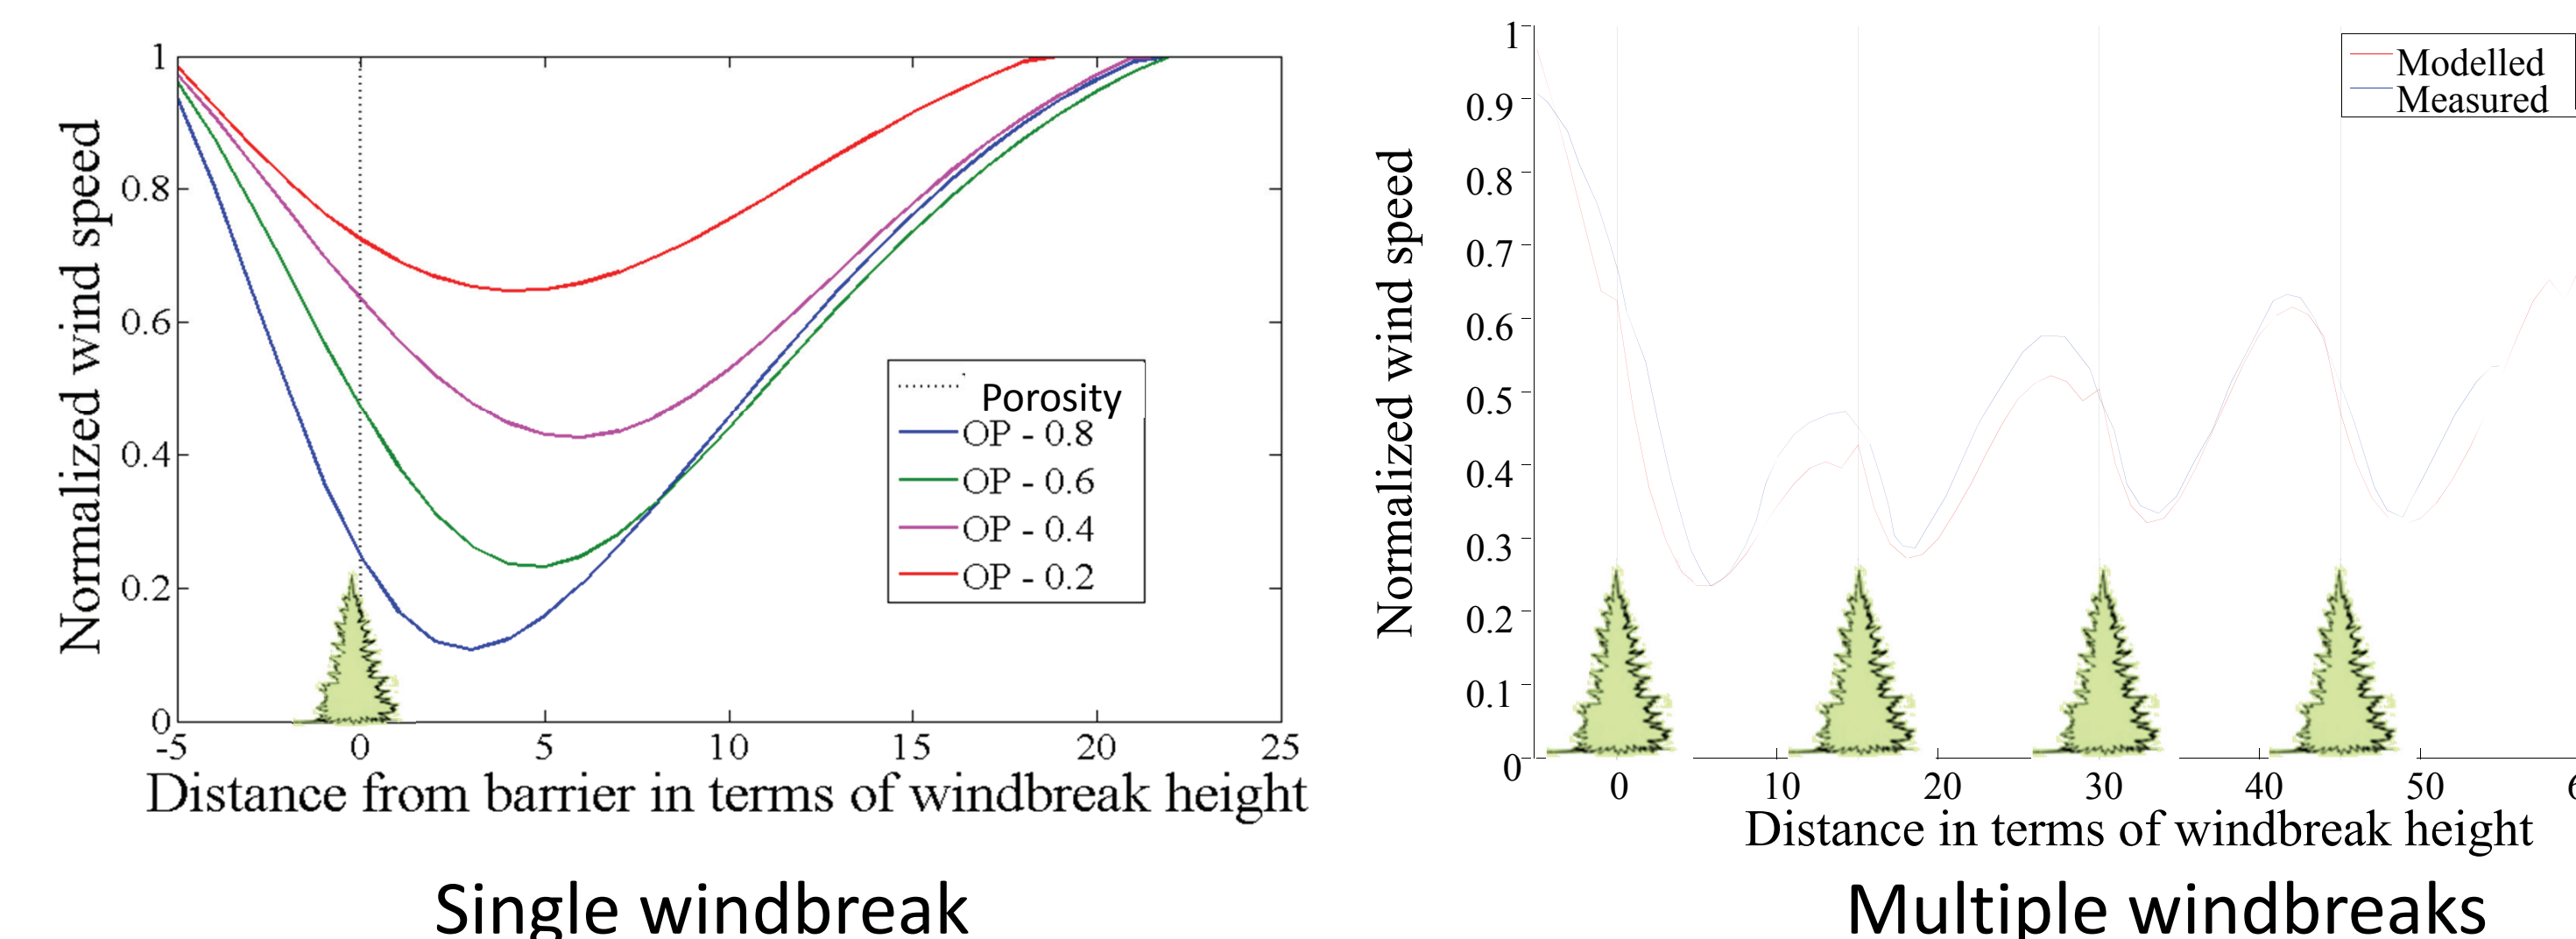 Normalized wind speed
1
0.8
0.6
0.4
0.2
0
-5 0 5 10 15 20 25
Distance from barrier in terms of windbreak height
Porosity
OP - 0.8
OP - 0.6
OP - 0.4
OP - 0.2
Single windbreak
Normalized wind speed
1
0.9
0.8
0.7
0.6
0.5
0.4
0.3
0.2
0.1
0
0 10 20 30 40 50
Distance in terms of windbreak height
Modelled
Measured
Multiple windbreaks